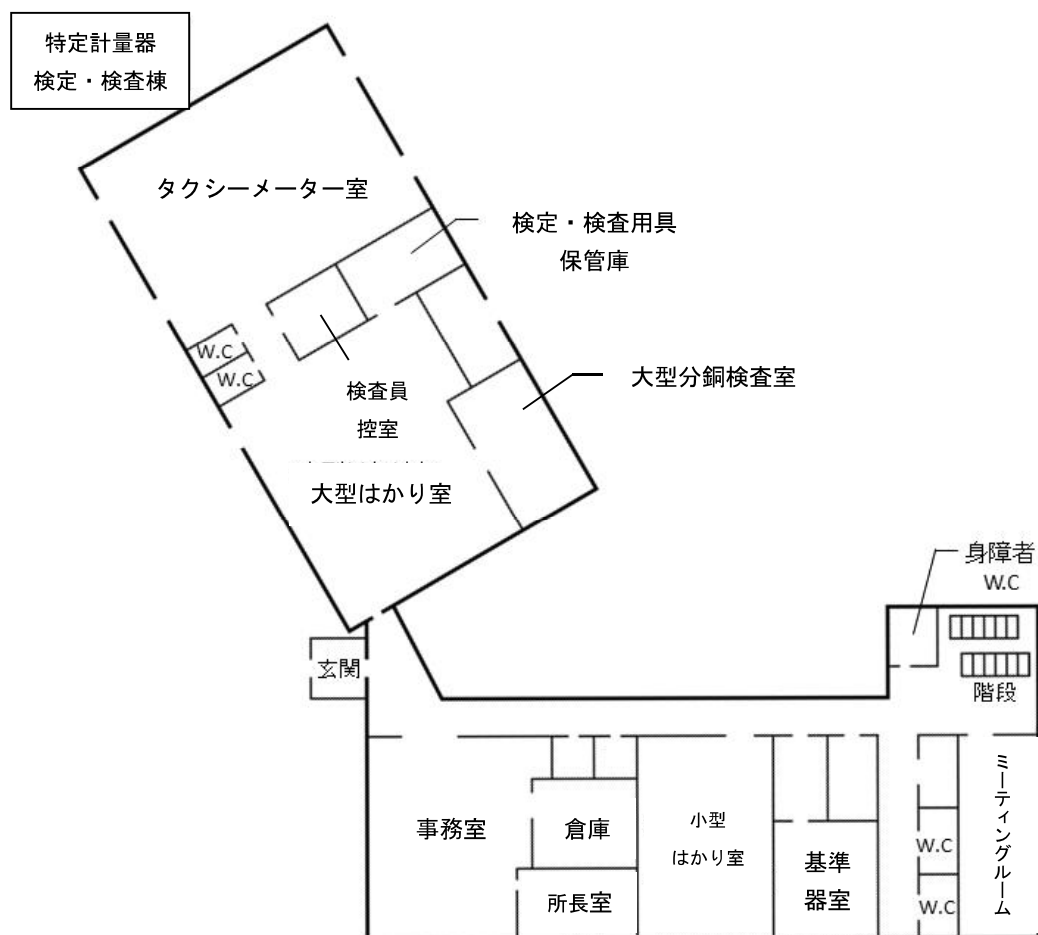 特定計量器
検定・検査棟
タクシーメーター室
検定・検査用具
保管庫
W.C
W.C
検査員
控室
大型分銅検査室
大型はかり室
身障者
W.C
玄関
階段
事務室
倉庫
所長室
小型
はかり室
基準
器室
W.C
W.C
ミーティングルーム